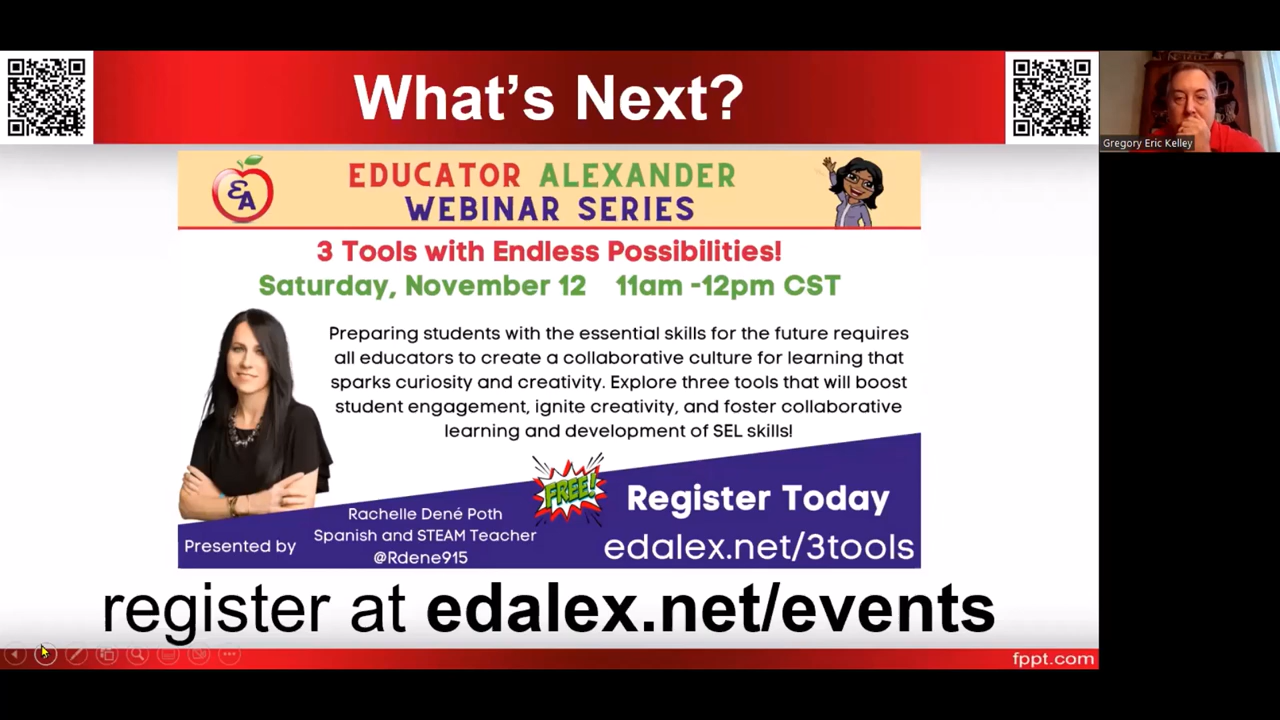 What's Next?
Gregory Eric Kelley
EA
EDUCATOR ALEXANDER
WEBINAR SERIES
3 Tools with Endless Possibilities!
Saturday, November 12 11am -12pm CST
Preparing students with the essential skills for the future requires
all educators to create a collaborative culture for learning that
sparks curiosity and creativity. Explore three tools that will boost
student engagement, ignite creativity, and foster collaborative
learning and development of SEL skills!
FREE!
Register Today
edalex.net/3tools
Presented by
Rachelle Dené Poth
Spanish and STEAM Teacher
@Rdene915
register at edalex.net/events
fppt.com